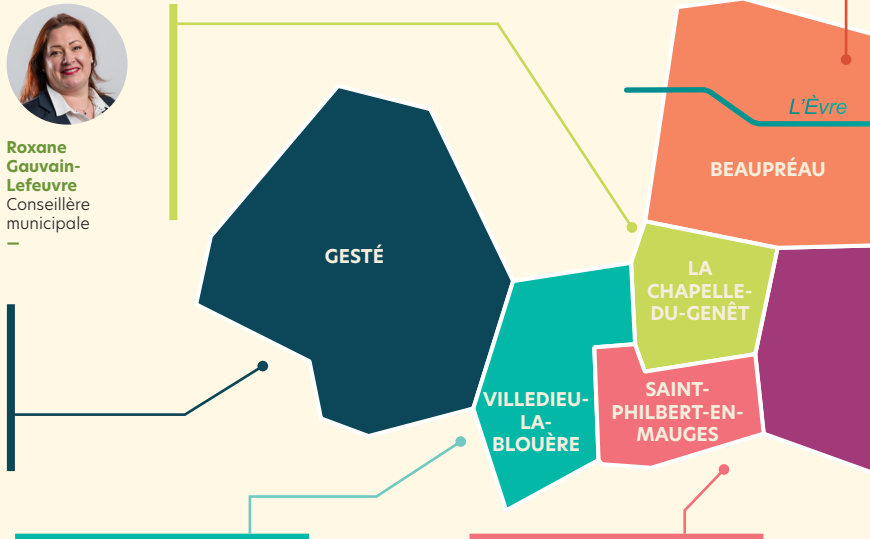 Roxane
Gauvain-
Lefeuvre
Conseillère
municipale
L'Èvre
BEAUPRÉAU
GESTÉ
LA
CHAPELLE-
DU-GENÊT
VILLEDIEU-
LA-
BLOUÈRE
SAINT-
PHILBERT-EN-
MAUGES